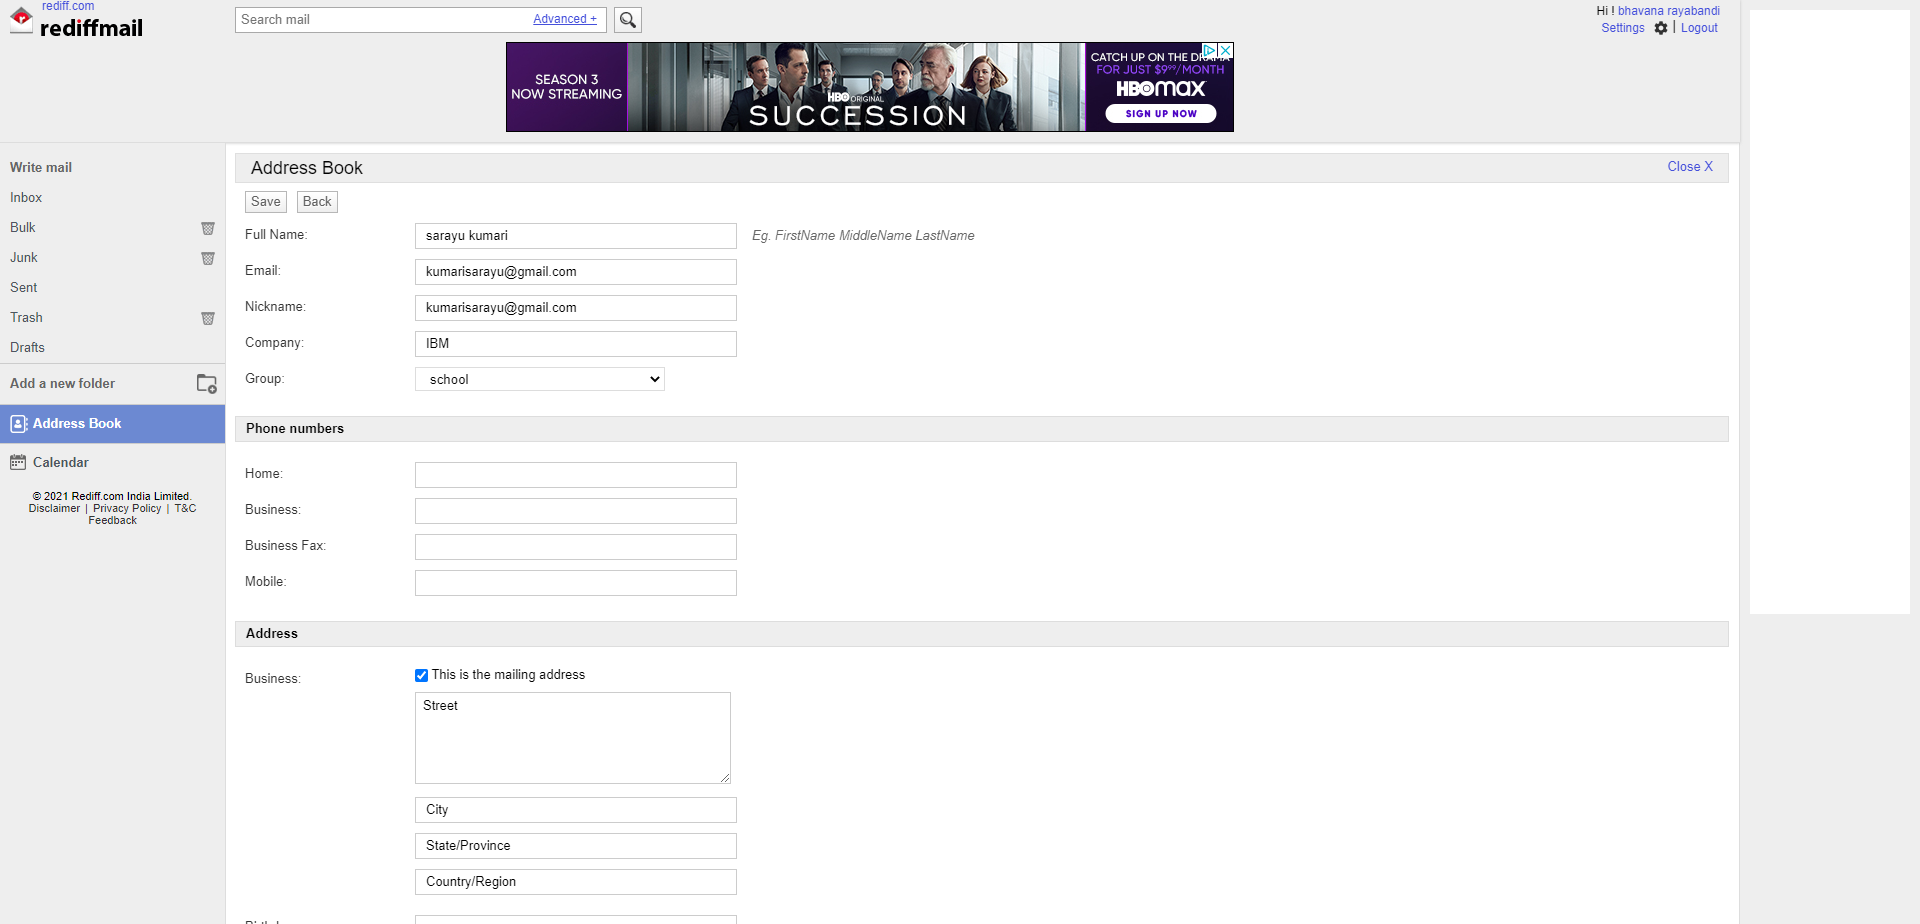 rediff.com
rediffmail
Search mail
Advanced +
Hi ! bhavana rayabandi
Settings | Logout
SEASON 3
NOW STREAMING
HBO ORIGINAL
SUCCESSION
CATCH UP ON THE DRAMA
FOR JUST $9.99/MONTH
HBOMAX
SIGN UP NOW
Write mail
Inbox
Bulk
Junk
Sent
Trash
Drafts
Add a new folder
Address Book
Calendar
© 2021 Rediff.com India Limited.
Disclaimer | Privacy Policy | T&C
Feedback
Address Book
Close X
Save
Back
Full Name:
sarayu kumari
Eg. FirstName MiddleName LastName
Email:
kumarisarayu@gmail.com
Nickname:
kumarisarayu@gmail.com
Company:
IBM
Group:
school
Phone numbers
Home:
Business:
Business Fax:
Mobile:
Address
Business:
This is the mailing address
Street
City
State/Province
Country/Region